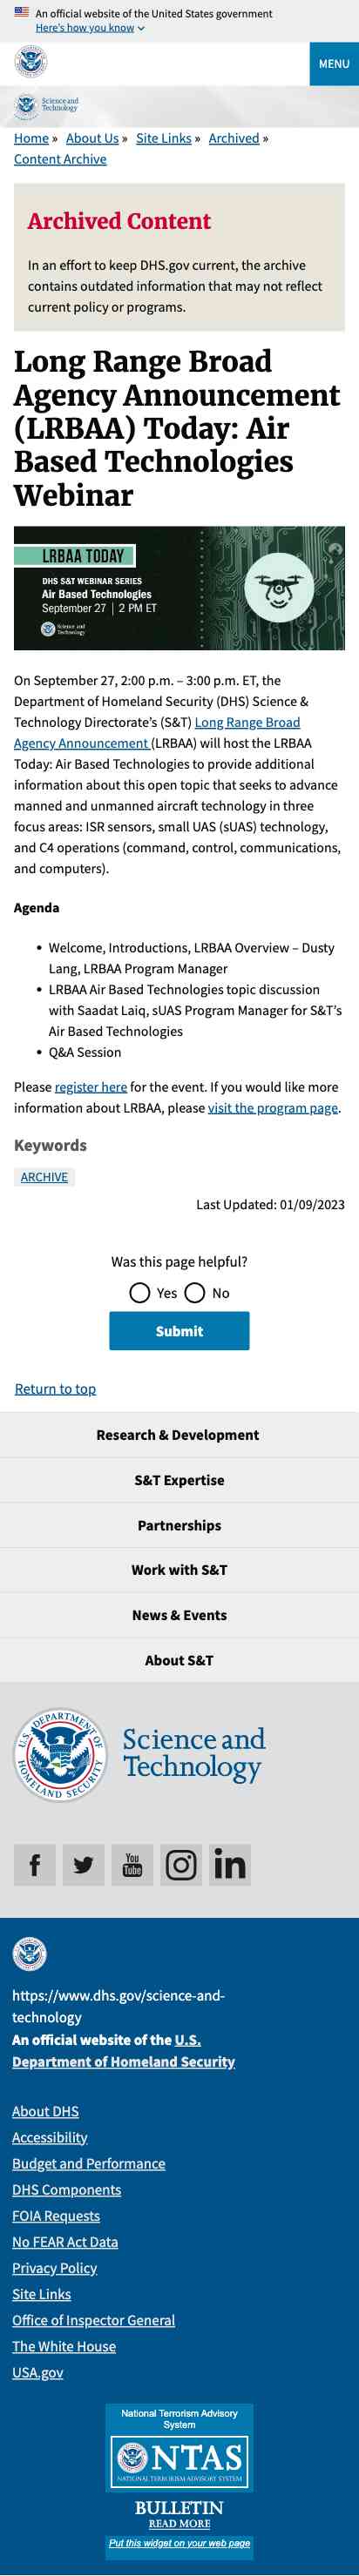 An official website of the United States government
Here's how you know
MENU
Science and
Technology
Home » About Us » Site Links » Archived »
Content Archive
Archived Content
In an effort to keep DHS.gov current, the archive
contains outdated information that may not reflect
current policy or programs.
Long Range Broad
Agency Announcement
(LRBAA) Today: Air
Based Technologies
Webinar
LRBAA TODAY
DHS S&T WEBINAR SERIES
Air Based Technologies
September 27 | 2 PM ET
Science and
Technology
On September 27, 2:00 p.m. – 3:00 p.m. ET, the
Department of Homeland Security (DHS) Science &
Technology Directorate’s (S&T) Long Range Broad
Agency Announcement (LRBAA) will host the LRBAA
Today: Air Based Technologies to provide additional
information about this open topic that seeks to advance
manned and unmanned aircraft technology in three
focus areas: ISR sensors, small UAS (sUAS) technology,
and C4 operations (command, control, communications,
and computers).
Agenda
• Welcome, Introductions, LRBAA Overview – Dusty
Lang, LRBAA Program Manager
• LRBAA Air Based Technologies topic discussion
with Saadat Laiq, sUAS Program Manager for S&T’s
Air Based Technologies
• Q&A Session
Please register here for the event. If you would like more
information about LRBAA, please visit the program page.
Keywords
ARCHIVE
Last Updated: 01/09/2023
Was this page helpful?
Yes No
Submit
Return to top
Research & Development
S&T Expertise
Partnerships
Work with S&T
News & Events
About S&T
U.S. DEPARTMENT OF HOMELAND SECURITY
Science and
Technology
You
Tube
https://www.dhs.gov/science-and-
technology
An official website of the U.S.
Department of Homeland Security
About DHS
Accessibility
Budget and Performance
DHS Components
FOIA Requests
No FEAR Act Data
Privacy Policy
Site Links
Office of Inspector General
The White House
USA.gov
National Terrorism Advisory
System
NTAS
NATIONAL TERRORISM ADVISORY SYSTEM
BULLETIN
READ MORE
Put this widget on your web page